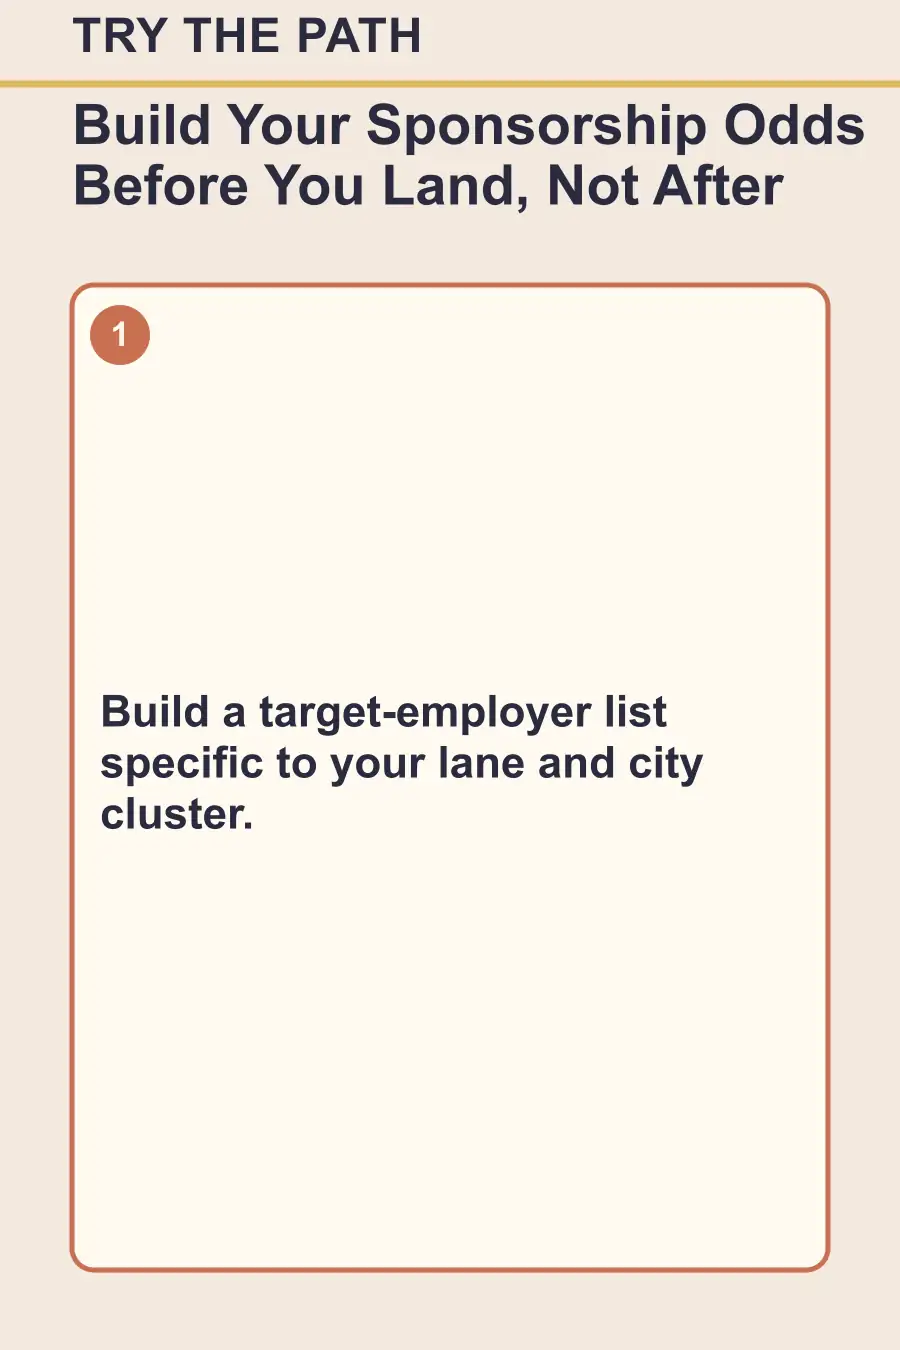 TRY THE PATH
Build Your Sponsorship Odds
Before You Land, Not After
1
Build a target-employer list
specific to your lane and city
cluster.